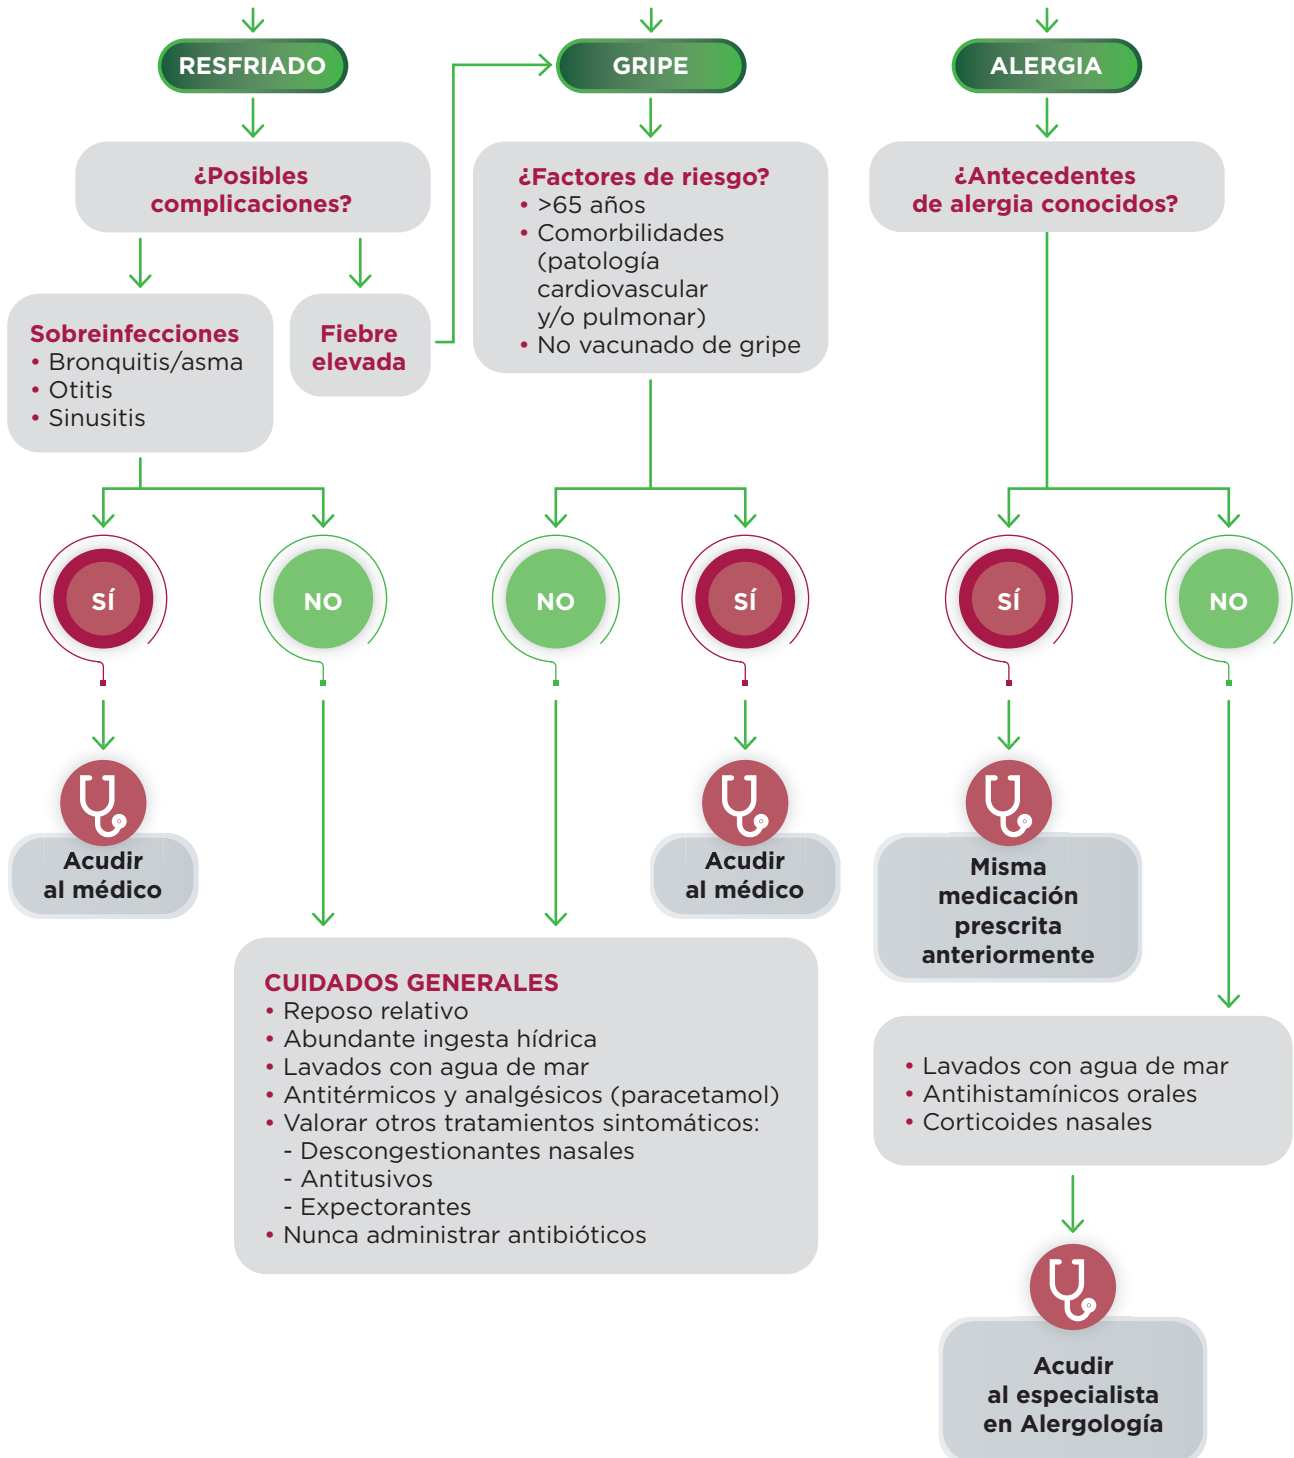 RESFRIADO
GRIPE
ALERGIA
¿Posibles
complicaciones?
¿Factores de riesgo?
• >65 años
• Comorbilidades
(patología
cardiovascular
y/o pulmonar)
• No vacunado de gripe
¿Antecedentes
de alergia conocidos?
Sobreinfecciones
• Bronquitis/asma
• Otitis
• Sinusitis
Fiebre
elevada
SÍ
NO
NO
SÍ
SÍ
NO
Acudir
al médico
Acudir
al médico
Misma
medicación
prescrita
anteriormente
CUIDADOS GENERALES
• Reposo relativo
• Abundante ingesta hídrica
• Lavados con agua de mar
• Antitérmicos y analgésicos (paracetamol)
• Valorar otros tratamientos sintomáticos:
- Descongestionantes nasales
- Antitusivos
- Expectorantes
• Nunca administrar antibióticos
• Lavados con agua de mar
• Antihistamínicos orales
• Corticoides nasales
Acudir
al especialista
en Alergología